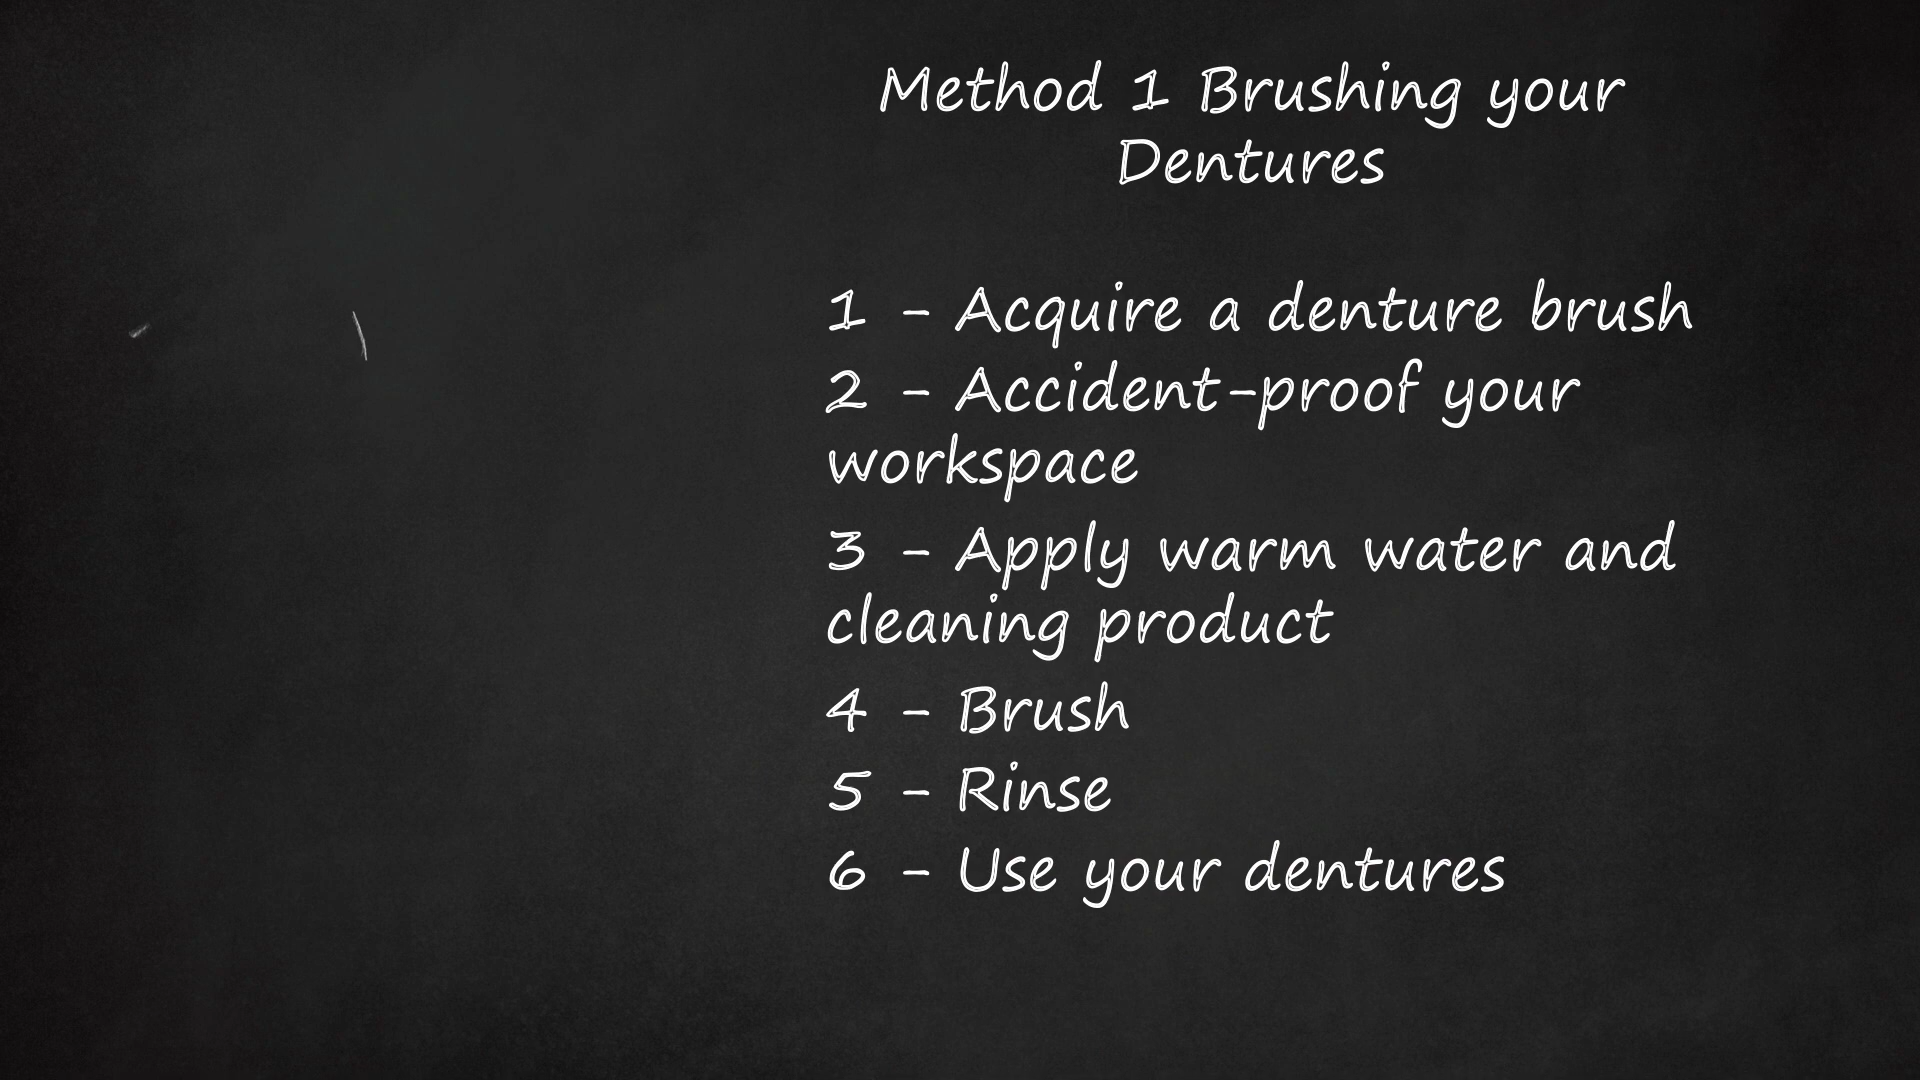 Method 1 Brushing your
Dentures
1 - Acquire a denture brush
2 - Accident-proof your
workspace
3 - Apply warm water and
cleaning product
4 - Brush
5 - Rinse
6 - Use your dentures